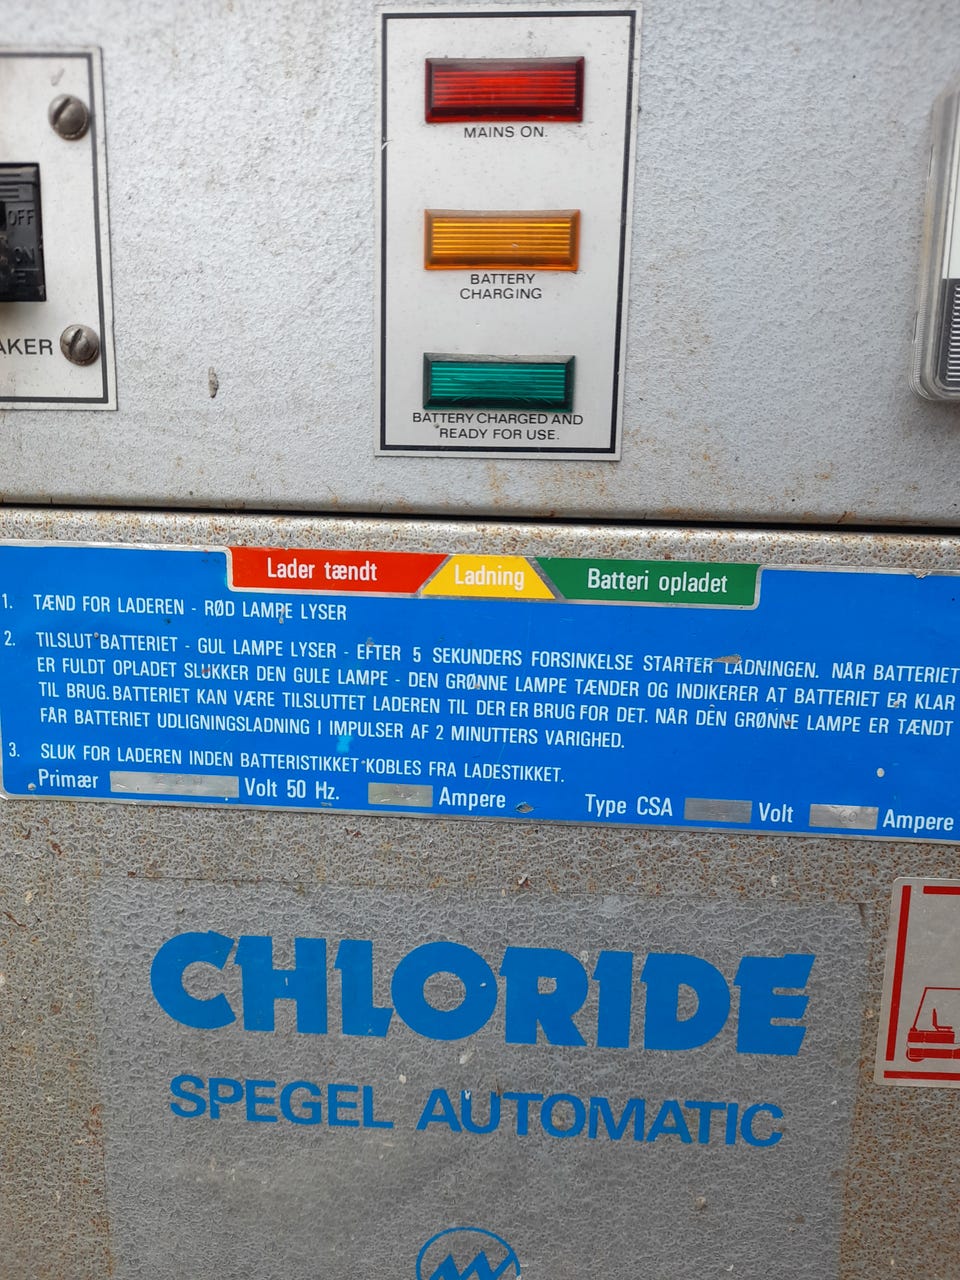 OFF
ON
AKER
MAINS ON.
BATTERY
CHARGING
BATTERY CHARGED AND
READY FOR USE.
Lader tændt
Ladning
Batteri opladet
1. TÆND FOR LADEREN - RØD LAMPE LYSER
2. TILSLUT BATTERIET - GUL LAMPE LYSER - EFTER 5 SEKUNDERS FORSINKELSE STARTER LADNINGEN. NÅR BATTERIET
ER FULDT OPLADET SLUKKER DEN GULE LAMPE - DEN GRØNNE LAMPE TÆNDER OG INDIKERER AT BATTERIET ER KLAR
TIL BRUG. BATTERIET KAN VÆRE TILSLUTTET LADEREN TIL DER ER BRUG FOR DET. NÅR DEN GRØNNE LAMPE ER TÆNDT
FÅR BATTERIET UDLIGNINGSLADNING I IMPULSER AF 2 MINUTTERS VARIGHED.
3. SLUK FOR LADEREN INDEN BATTERISTIKKET KOBLES FRA LADESTIKKET.
Primær Volt 50 Hz. Ampere Type CSA Volt 60 Ampere
CHLORIDE
SPEGEL AUTOMATIC